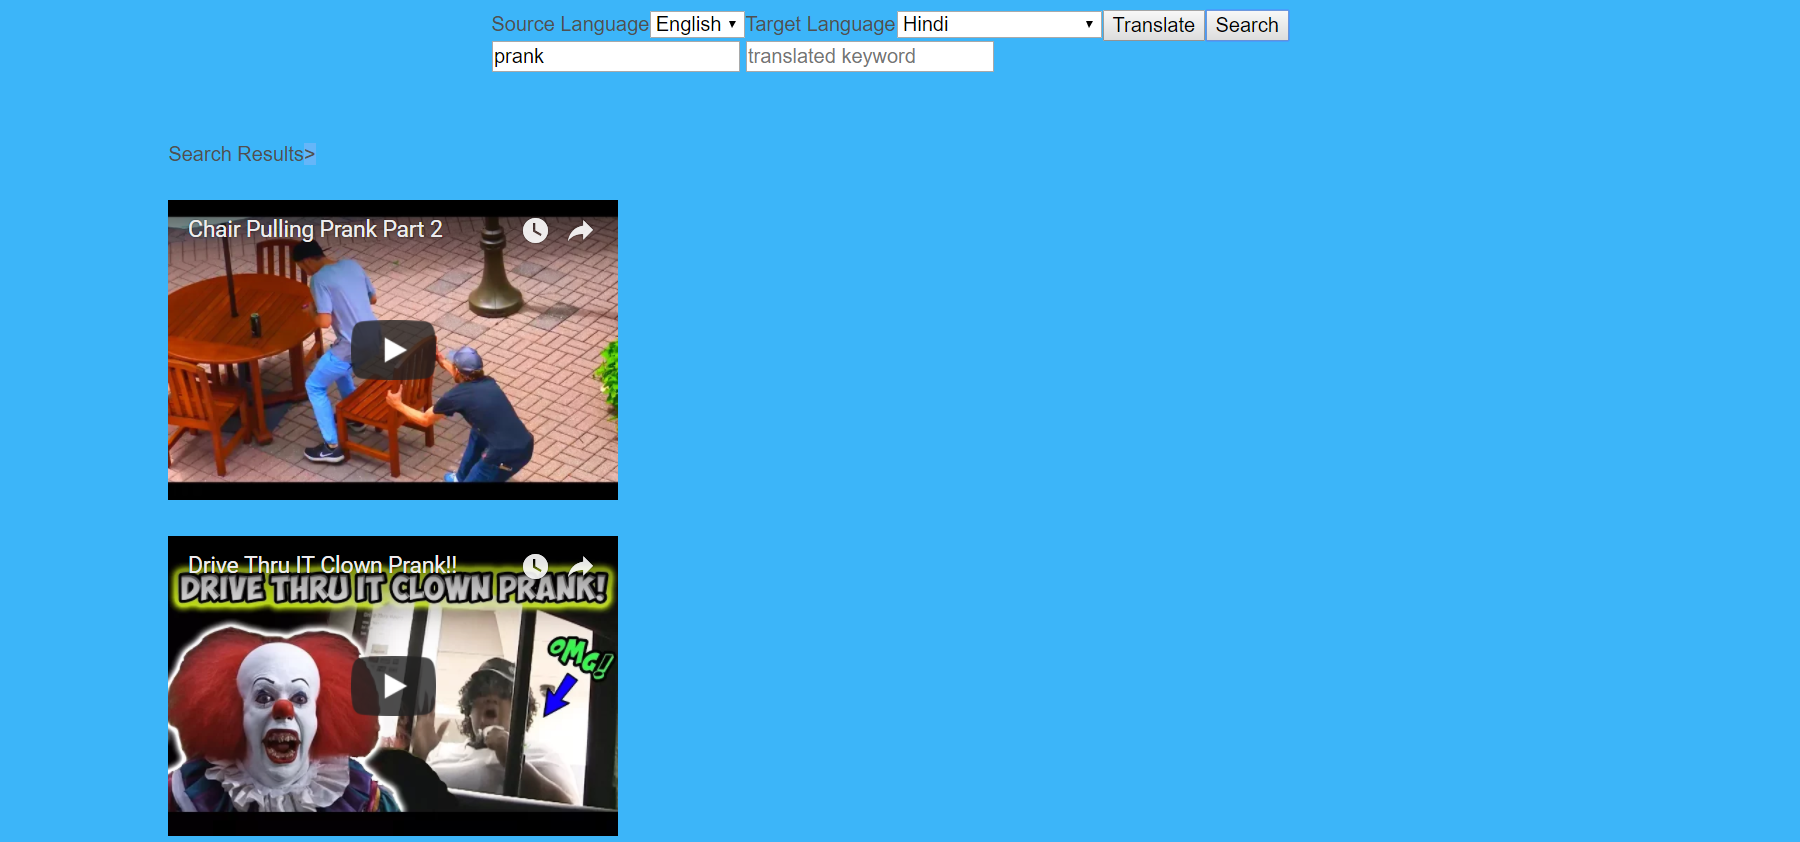 Source Language English Target Language Hindi Translate Search
prank translated keyword
Search Results>
Chair Pulling Prank Part 2
Drive Thru IT Clown Prank!!
DRIVE THRU IT CLOWN PRANK!
OMG!